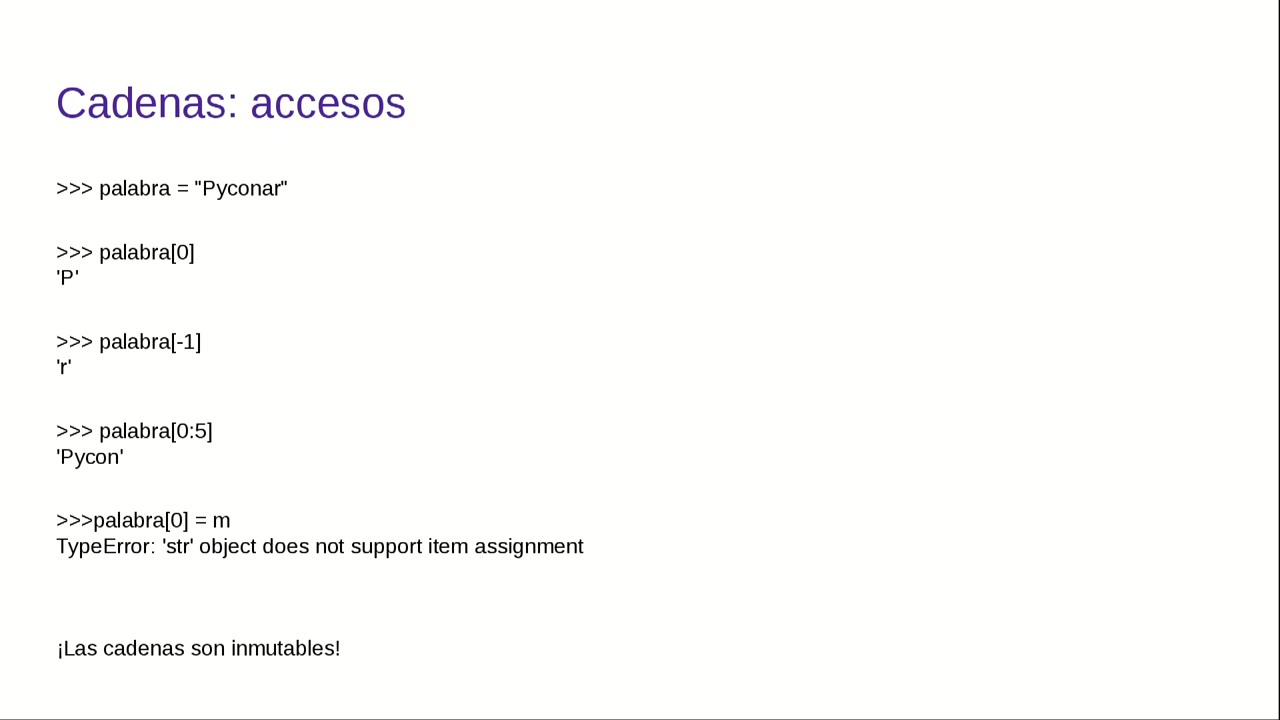 Cadenas: accesos
>>> palabra = "Pyconar"
>>> palabra[0]
'P'
>>> palabra[-1]
'r'
>>> palabra[0:5]
'Pycon'
>>>palabra[0] = m
TypeError: 'str' object does not support item assignment
¡Las cadenas son inmutables!